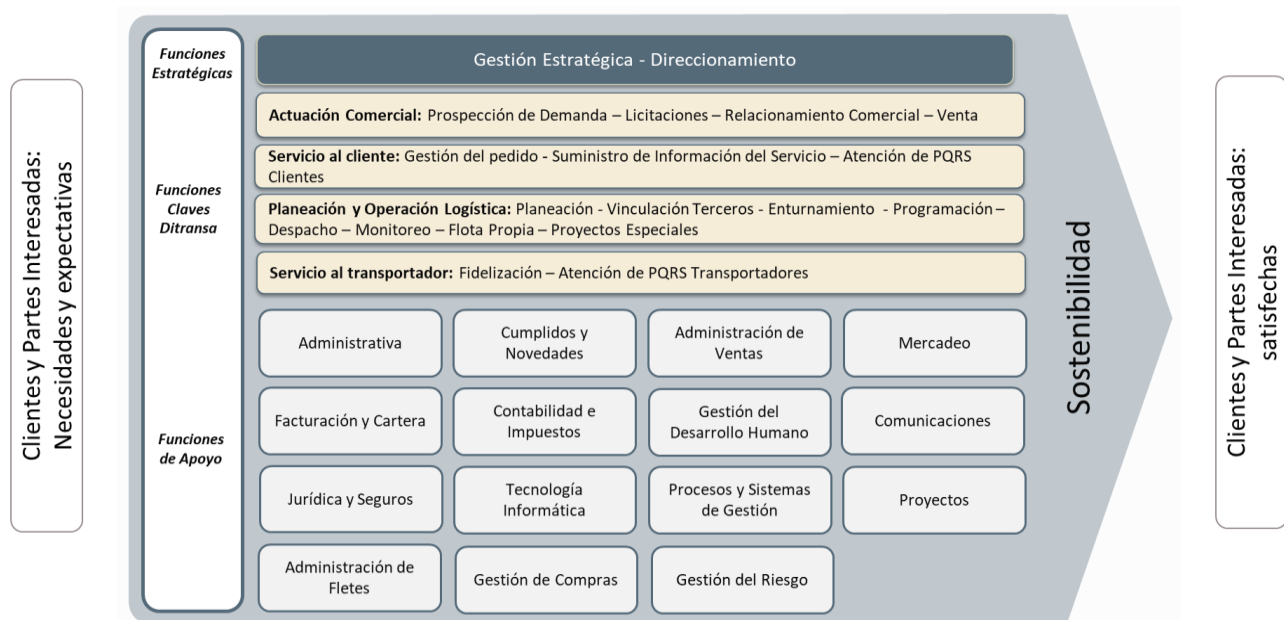 Clientes y Partes Interesadas:
Necesidades y expectativas
Funciones
Estratégicas
Gestión Estratégica - Direccionamiento
Funciones
Claves
Ditransa
Actuación Comercial: Prospección de Demanda – Licitaciones – Relacionamiento Comercial – Venta
Servicio al cliente: Gestión del pedido - Suministro de Información del Servicio – Atención de PQRS
Clientes
Planeación y Operación Logística: Planeación - Vinculación Terceros - Enturnamiento - Programación –
Despacho – Monitoreo – Flota Propia – Proyectos Especiales
Servicio al transportador: Fidelización – Atención de PQRS Transportadores
Funciones
de Apoyo
Administrativa
Cumplidos y
Novedades
Administración de
Ventas
Mercadeo
Facturación y Cartera
Contabilidad e
Impuestos
Gestión del
Desarrollo Humano
Comunicaciones
Jurídica y Seguros
Tecnología
Informática
Procesos y Sistemas
de Gestión
Proyectos
Administración de
Fletes
Gestión de Compras
Gestión del Riesgo
Sostenibilidad
Clientes y Partes Interesadas:
satisfechas